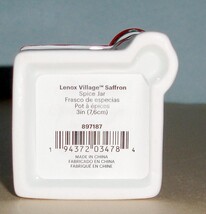 Lenox Village™ Saffron
Spice Jar
Frasco de especias
Pot à épices
3in (7,6cm)
897187
1 94372 03478 4
MADE IN CHINA
FABRICADO EN CHINA
FABRIQUÉ EN CHINE